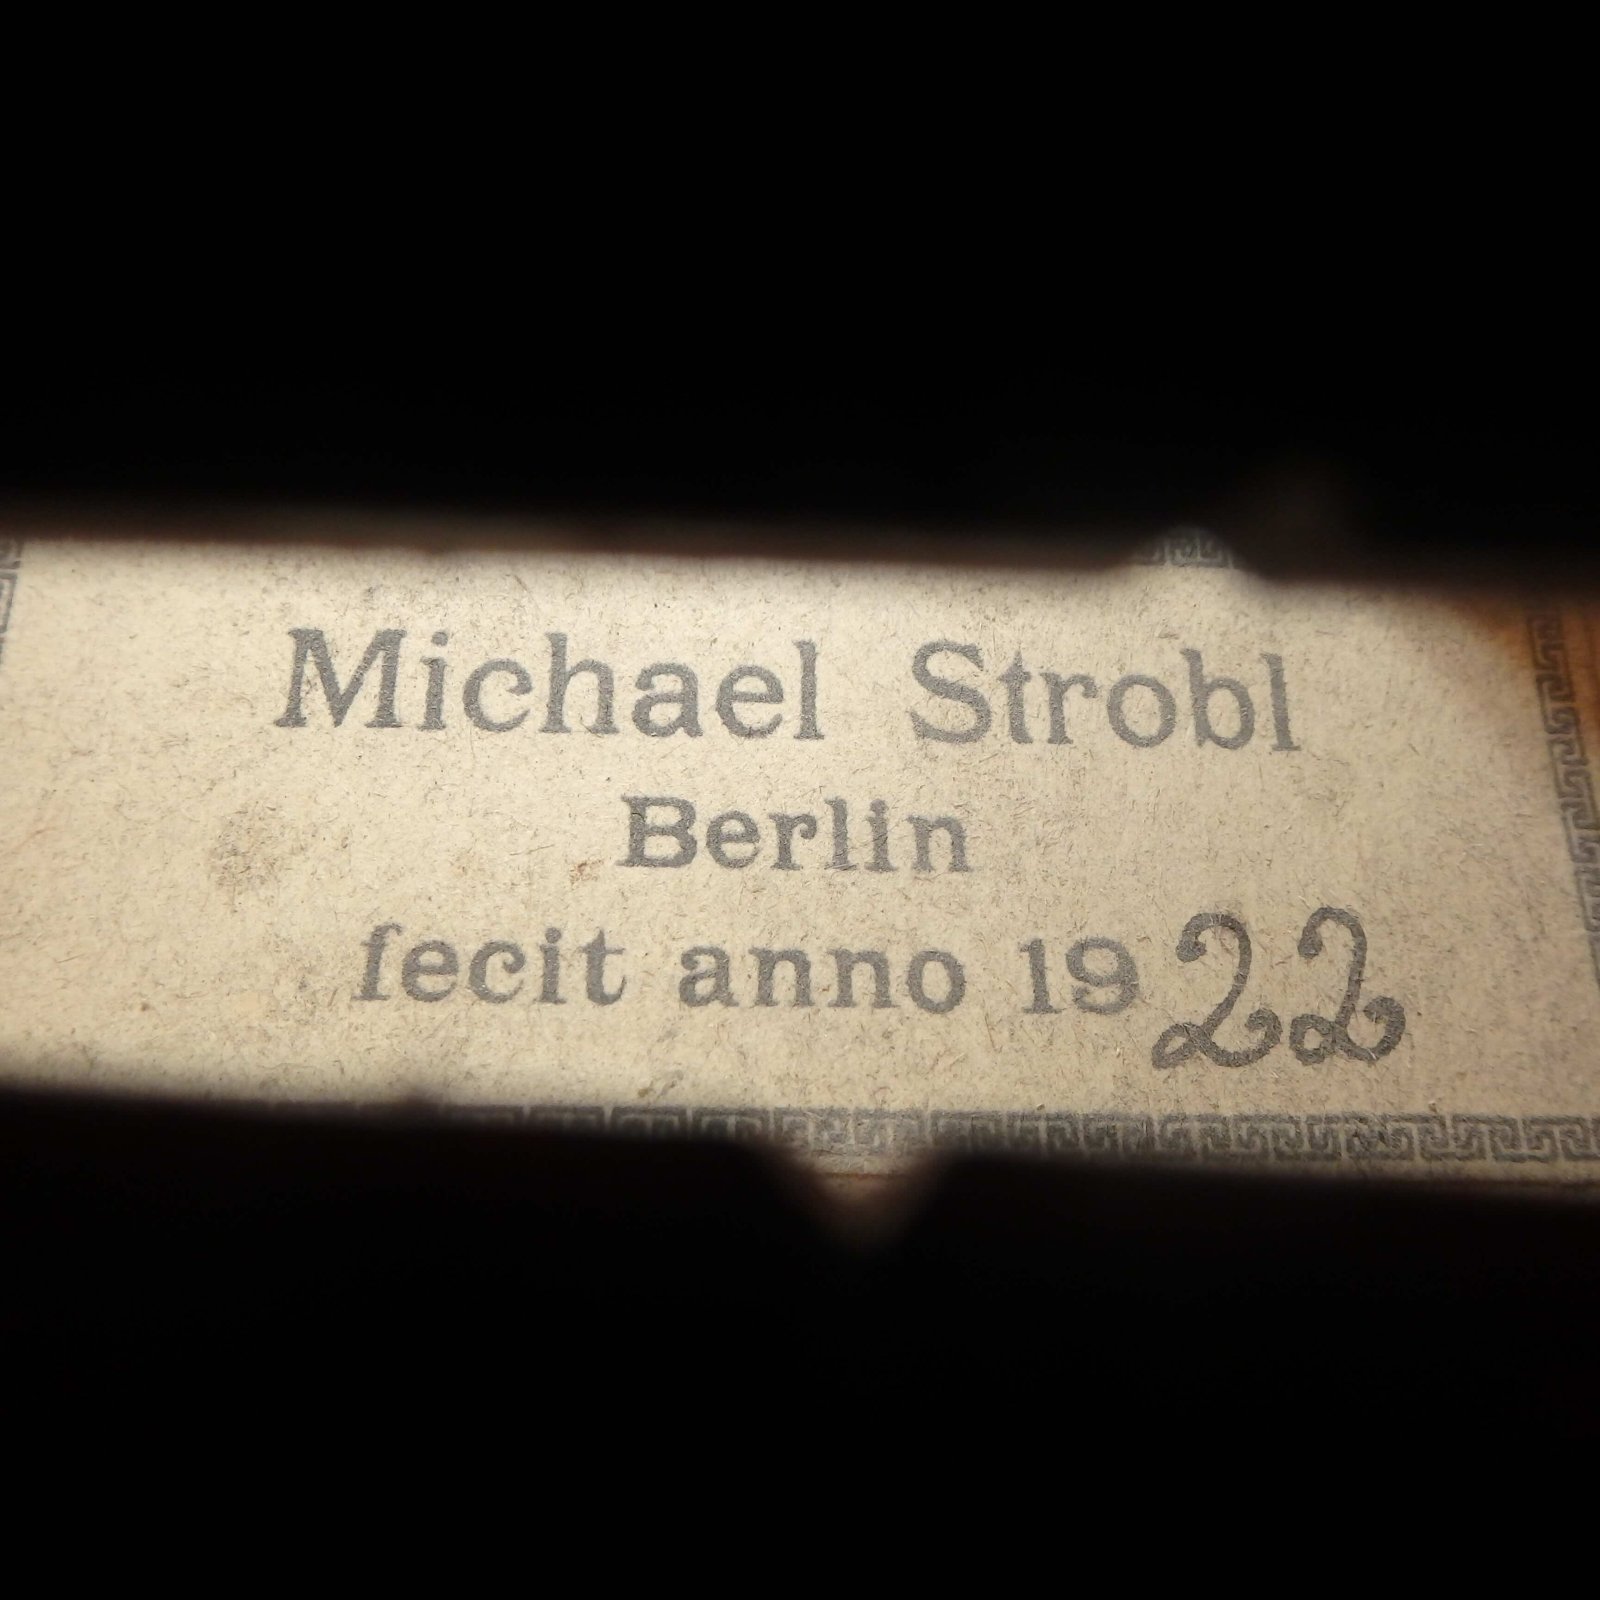 Michael Strobl
Berlin
fecit anno 1922